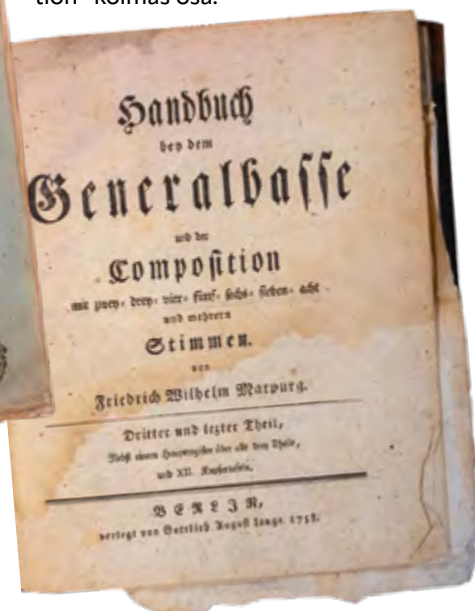 tion" kolmas osa.
Handbuch
bey dem
Generalbasse
und der
Composition
mit zwey- drey- vier- fünf- sechs- sieben- acht
und mehrern
Stimmen.
von
Friedrich Wilhelm Marpurg.
Dritter und lezter Theil,
Nebst einem Hauptregister über alle drey Theile,
und XII. Kupfertafeln.
BERLIN,
verlegt von Gottlieb August Lange. 1758.